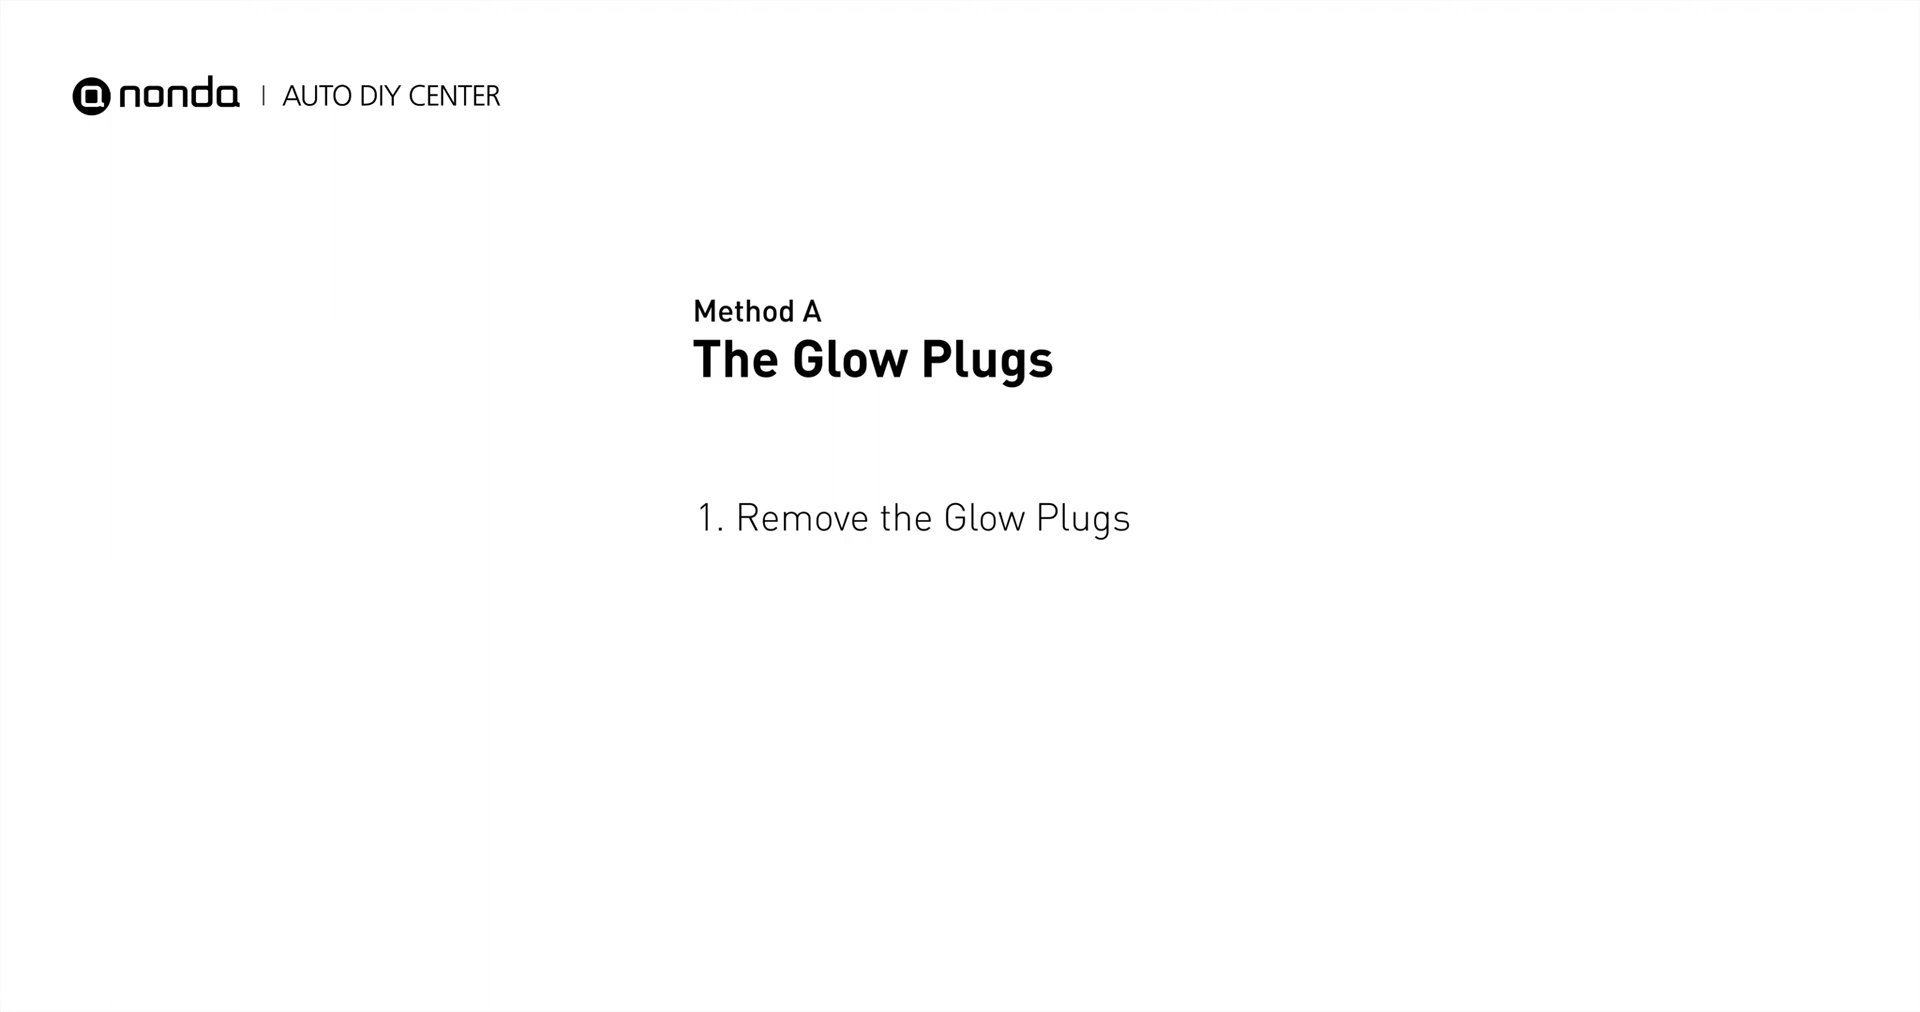 nonda | AUTO DIY CENTER
Method A
The Glow Plugs
1. Remove the Glow Plugs